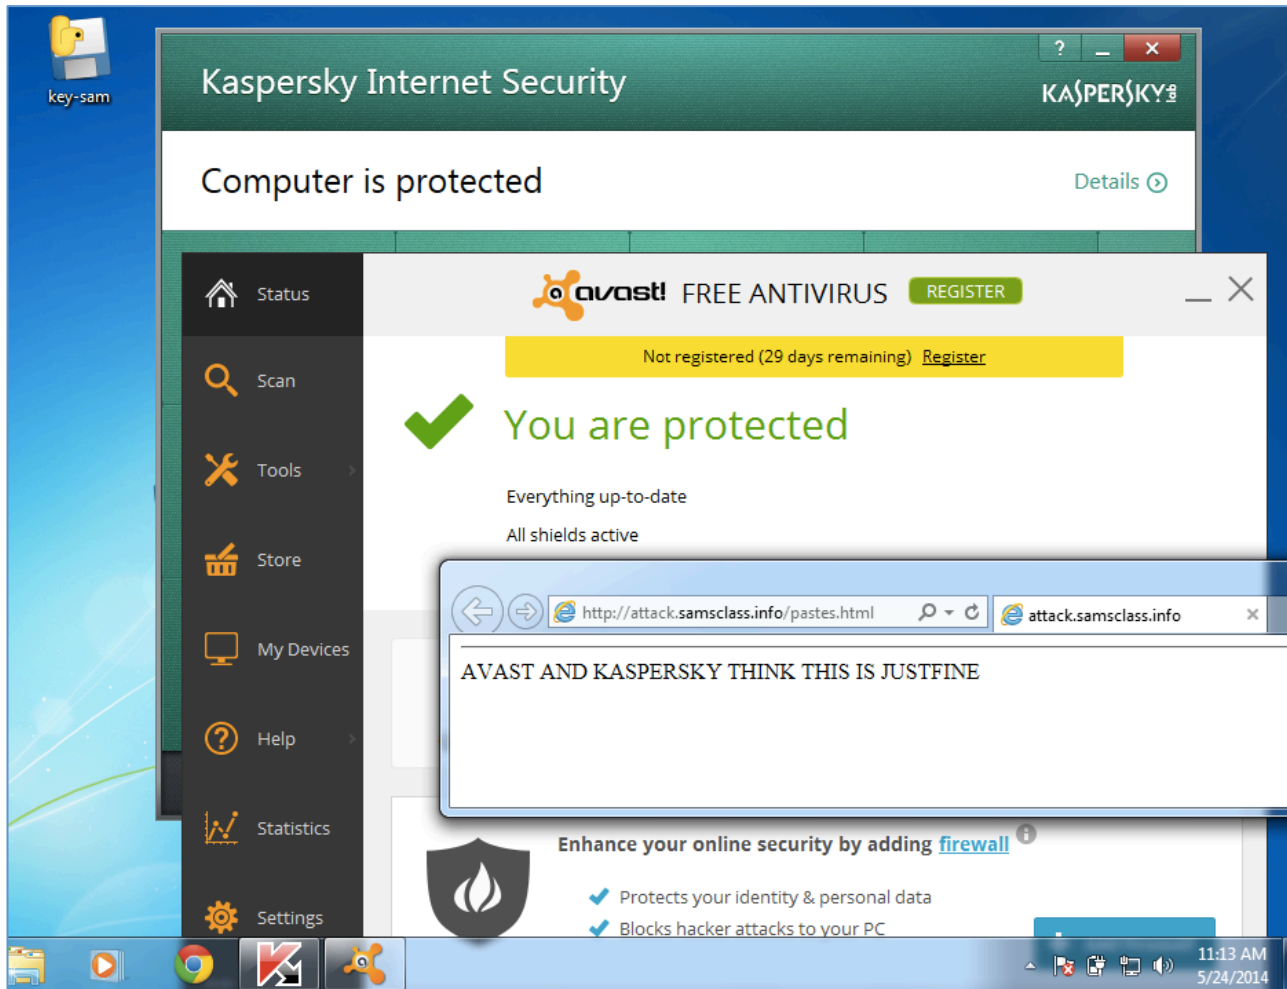 key-sam
Kaspersky Internet Security
? _ x
KASPERSKY lab
Computer is protected
Details
Status
avast! FREE ANTIVIRUS REGISTER
Not registered (29 days remaining) Register
Scan
You are protected
Tools
Everything up-to-date
All shields active
Store
http://attack.samsclass.info/pastes.html
attack.samsclass.info
My Devices
AVAST AND KASPERSKY THINK THIS IS JUSTFINE
Help
Statistics
Enhance your online security by adding firewall
Protects your identity & personal data
Settings
Blocks hacker attacks to your PC
11:13 AM
5/24/2014